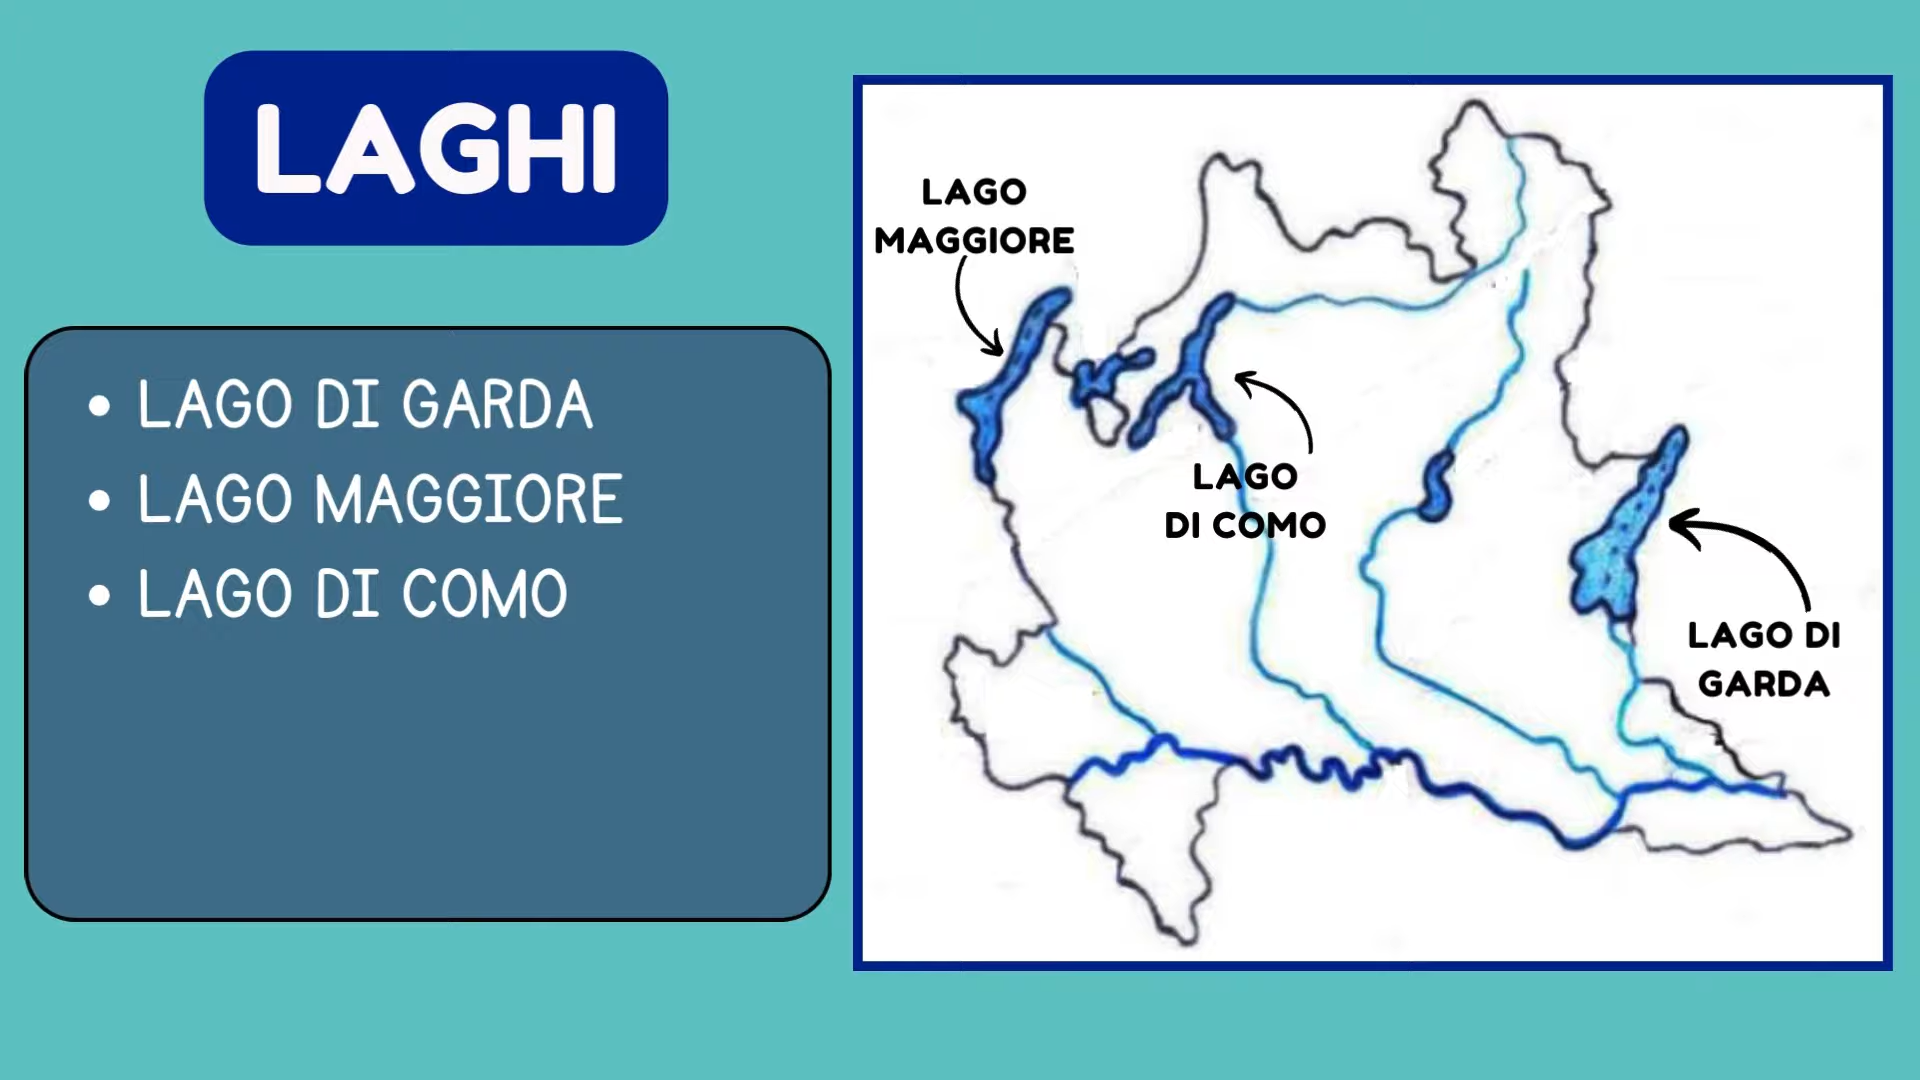 LAGHI
• LAGO DI GARDA
• LAGO MAGGIORE
• LAGO DI COMO
LAGO
MAGGIORE
LAGO
DI COMO
LAGO DI
GARDA